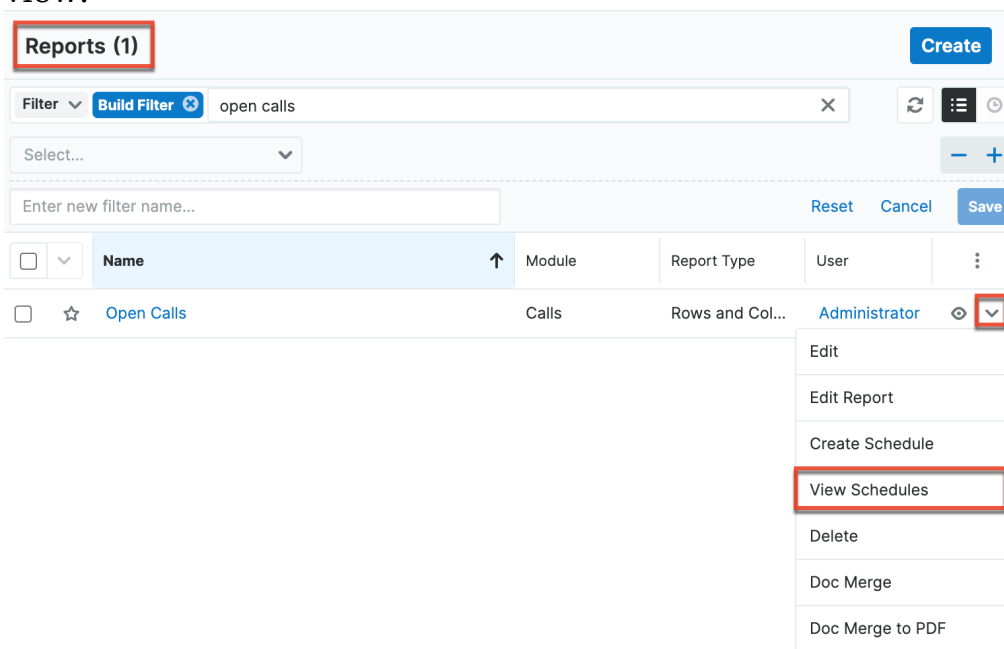 Reports (1)
Create
Filter
Build Filter
open calls
Select...
Enter new filter name...
Reset
Cancel
Save
Name
Module
Report Type
User
Open Calls
Calls
Rows and Col...
Administrator
Edit
Edit Report
Create Schedule
View Schedules
Delete
Doc Merge
Doc Merge to PDF